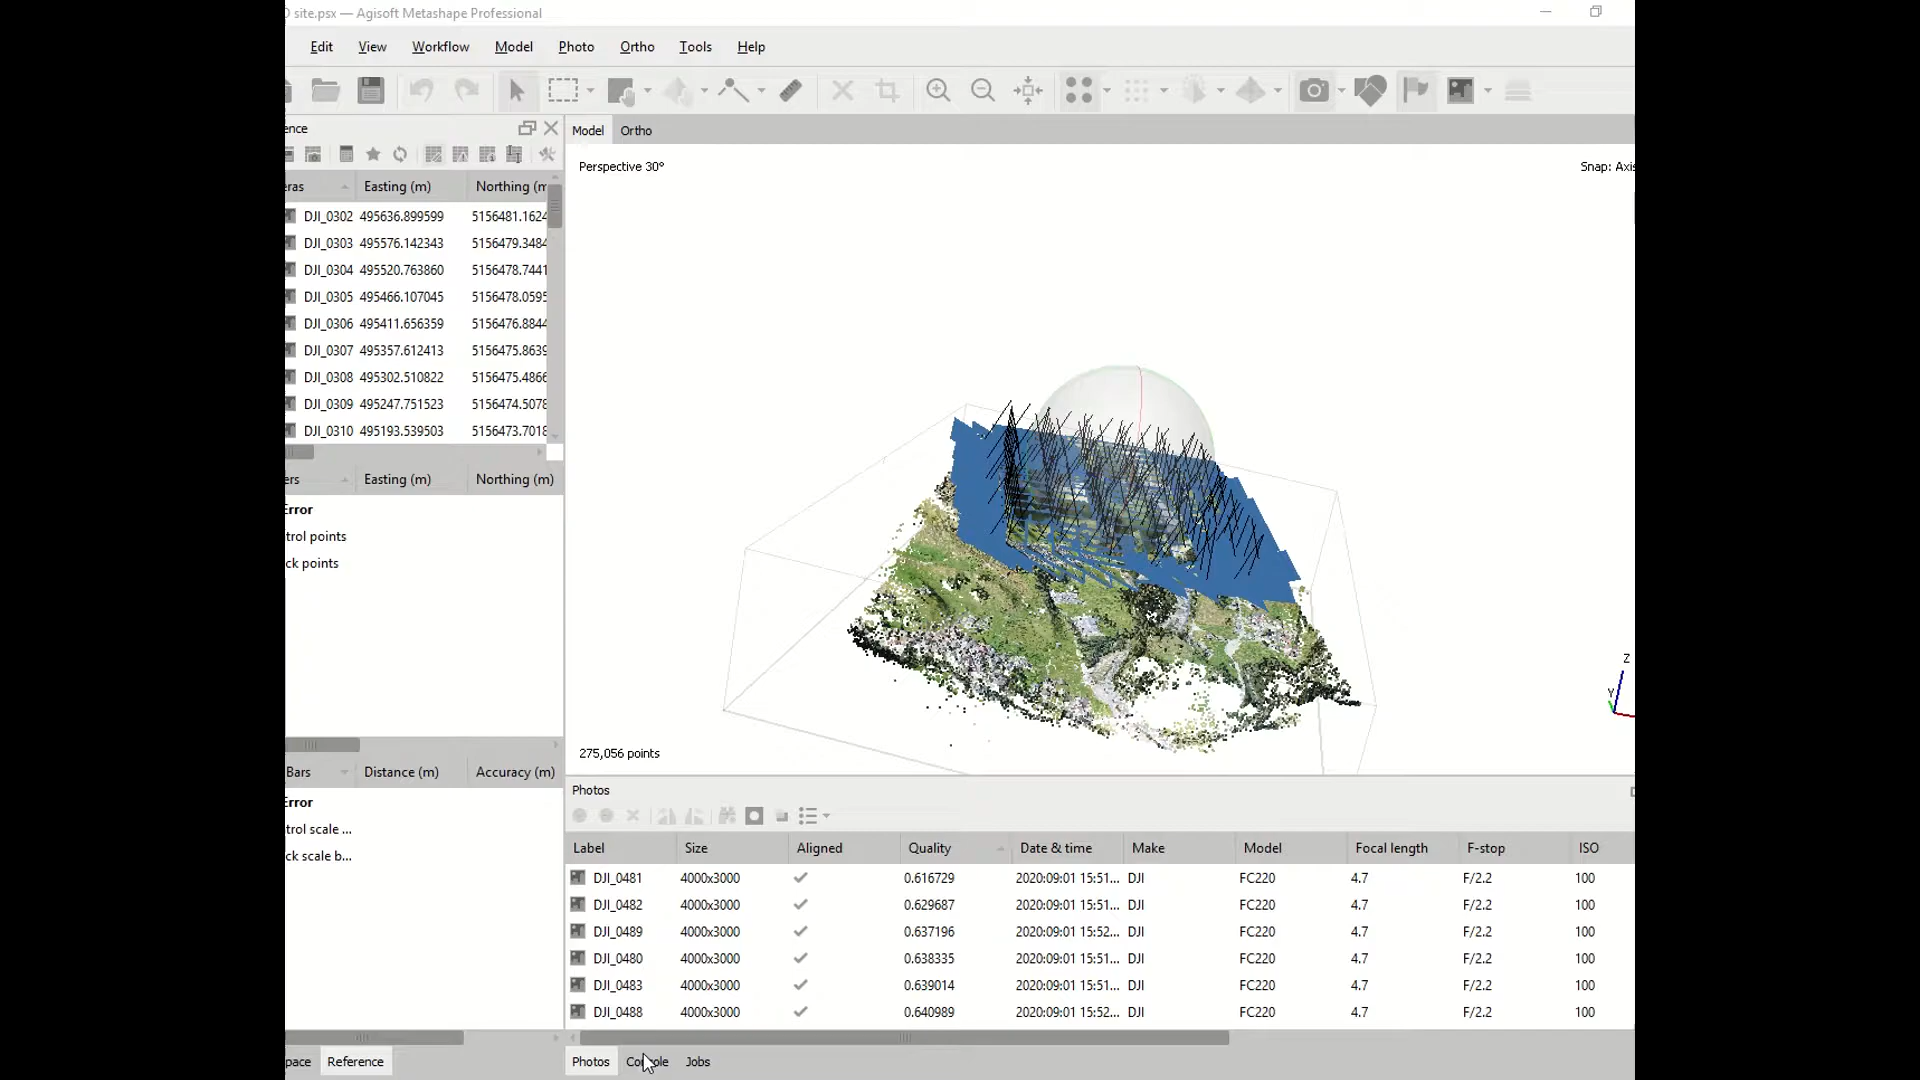 site.psx — Agisoft Metashape Professional
Edit View Workflow Model Photo Ortho Tools Help
ence
Model Ortho
Perspective 30°
Snap: Axis
eras Easting (m) Northing (m
DJI_0302 495636.899599 5156481.1624
DJI_0303 495576.142343 5156479.3484
DJI_0304 495520.763860 5156478.7441
DJI_0305 495466.107045 5156478.0595
DJI_0306 495411.656359 5156476.8844
DJI_0307 495357.612413 5156475.8639
DJI_0308 495302.510822 5156475.4866
DJI_0309 495247.751523 5156474.5078
DJI_0310 495193.539503 5156473.7018
ers Easting (m) Northing (m)
Error
trol points
ck points
Z
Y
275,056 points
Bars Distance (m) Accuracy (m)
Error
trol scale ...
ck scale b...
Photos
Label Size Aligned Quality Date & time Make Model Focal length F-stop ISO
DJI_0481 4000x3000 0.616729 2020:09:01 15:51... DJI FC220 4.7 F/2.2 100
DJI_0482 4000x3000 0.629687 2020:09:01 15:51... DJI FC220 4.7 F/2.2 100
DJI_0489 4000x3000 0.637196 2020:09:01 15:52... DJI FC220 4.7 F/2.2 100
DJI_0480 4000x3000 0.638335 2020:09:01 15:51... DJI FC220 4.7 F/2.2 100
DJI_0483 4000x3000 0.639014 2020:09:01 15:51... DJI FC220 4.7 F/2.2 100
DJI_0488 4000x3000 0.640989 2020:09:01 15:52... DJI FC220 4.7 F/2.2 100
pace Reference
Photos Console Jobs